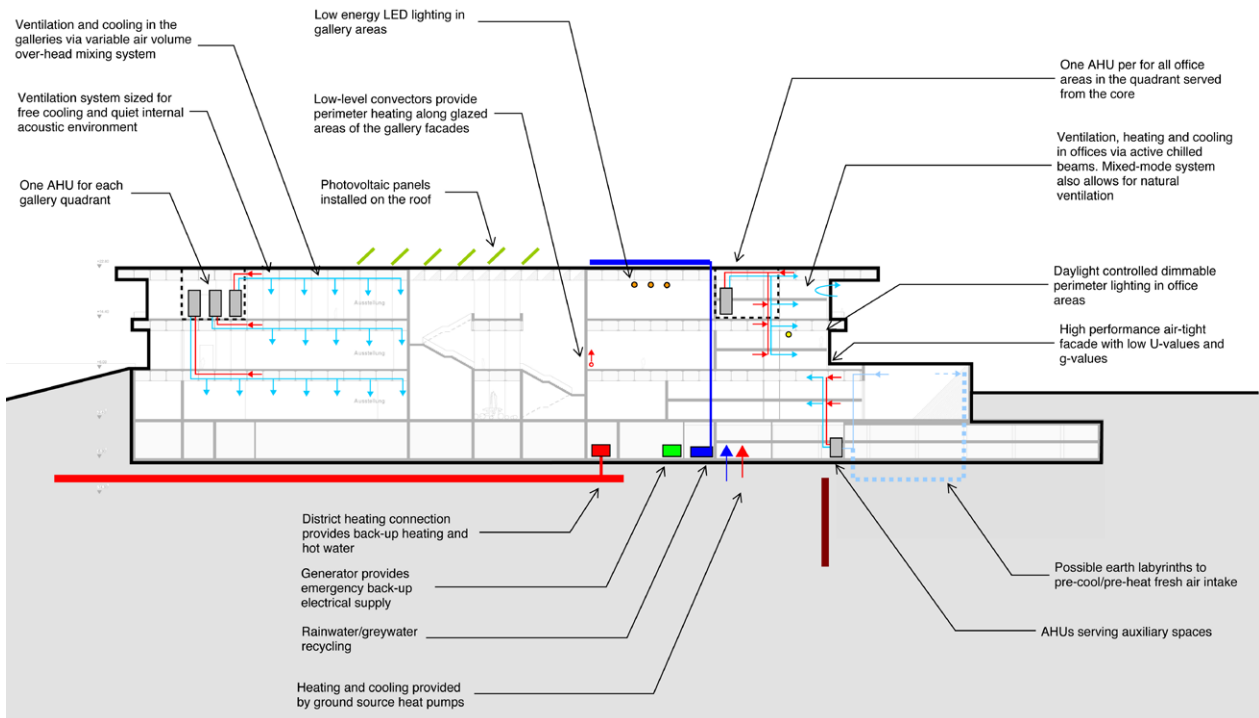 Ventilation and cooling in the
galleries via variable air volume
over-head mixing system
Ventilation system sized for
free cooling and quiet internal
acoustic environment
One AHU for each
gallery quadrant
Low energy LED lighting in
gallery areas
Low-level convectors provide
perimeter heating along glazed
areas of the gallery facades
Photovoltaic panels
installed on the roof
One AHU per for all office
areas in the quadrant served
from the core
Ventilation, heating and cooling
in offices via active chilled
beams. Mixed-mode system
also allows for natural
ventilation
Daylight controlled dimmable
perimeter lighting in office
areas
High performance air-tight
facade with low U-values and
g-values
Ausstellung
Ausstellung
Ausstellung
District heating connection
provides back-up heating and
hot water
Generator provides
emergency back-up
electrical supply
Rainwater/greywater
recycling
Heating and cooling provided
by ground source heat pumps
Possible earth labyrinths to
pre-cool/pre-heat fresh air intake
AHUs serving auxiliary spaces